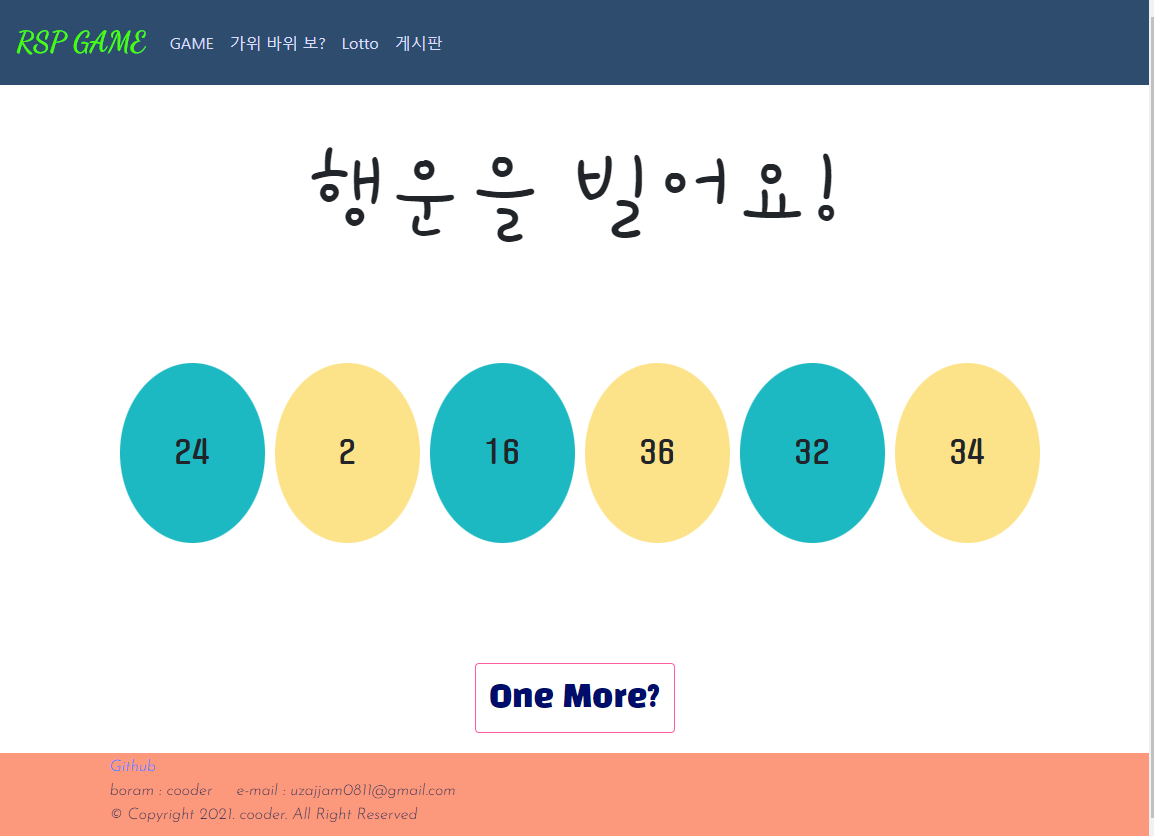 RSP GAME GAME 가위 바위 보? Lotto 게시판
행운을 빌어요!
24 2 16 36 32 34
One More?
Github
boram : cooder e-mail : uzajjam0811@gmail.com
© Copyright 2021. cooder. All Right Reserved